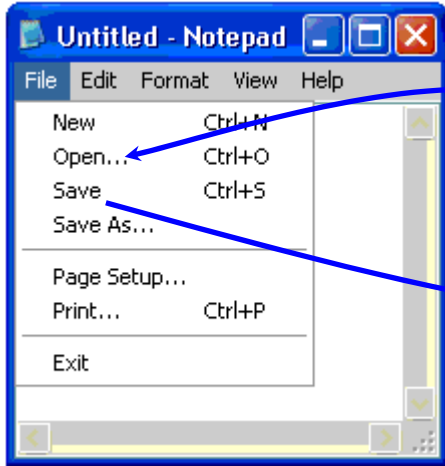 Untitled - Notepad
File Edit Format View Help
New Ctrl+N
Open... Ctrl+O
Save Ctrl+S
Save As...
Page Setup...
Print... Ctrl+P
Exit